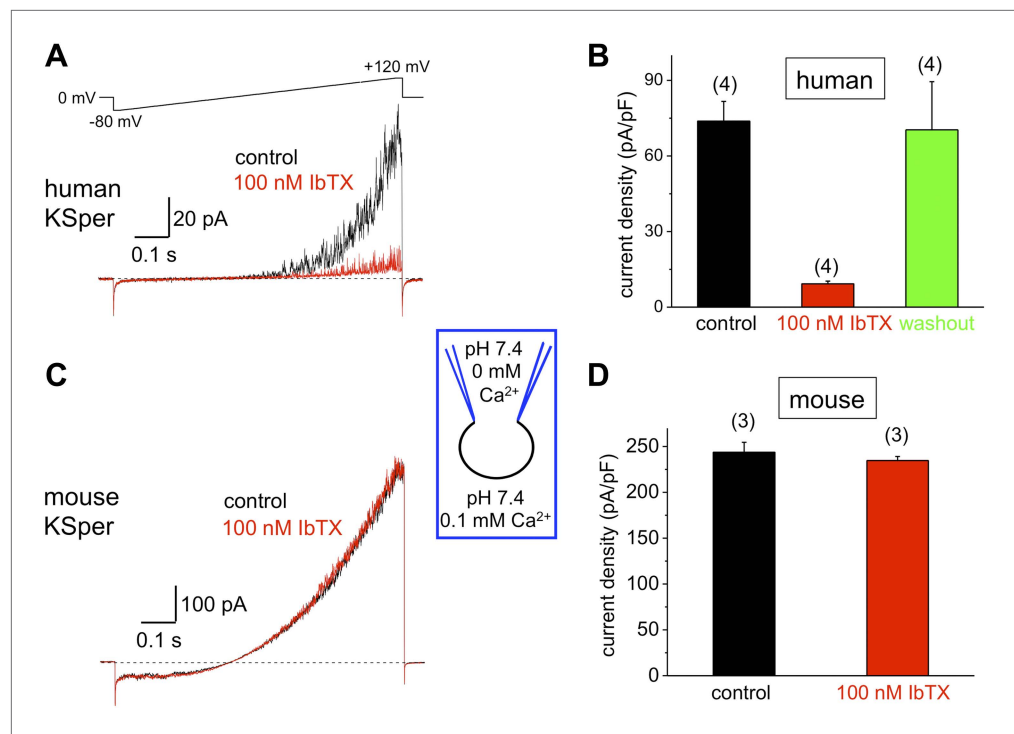 A
+120 mV
0 mV
-80 mV
control
100 nM IbTX
human
KSper
20 pA
0.1 s
B
human
(4)
(4)
(4)
current density (pA/pF)
90
60
30
0
control
100 nM IbTX
washout
C
mouse
KSper
control
100 nM IbTX
100 pA
0.1 s
pH 7.4
0 mM
Ca²⁺
pH 7.4
0.1 mM Ca²⁺
D
mouse
(3)
(3)
current density (pA/pF)
250
200
150
100
50
0
control
100 nM IbTX